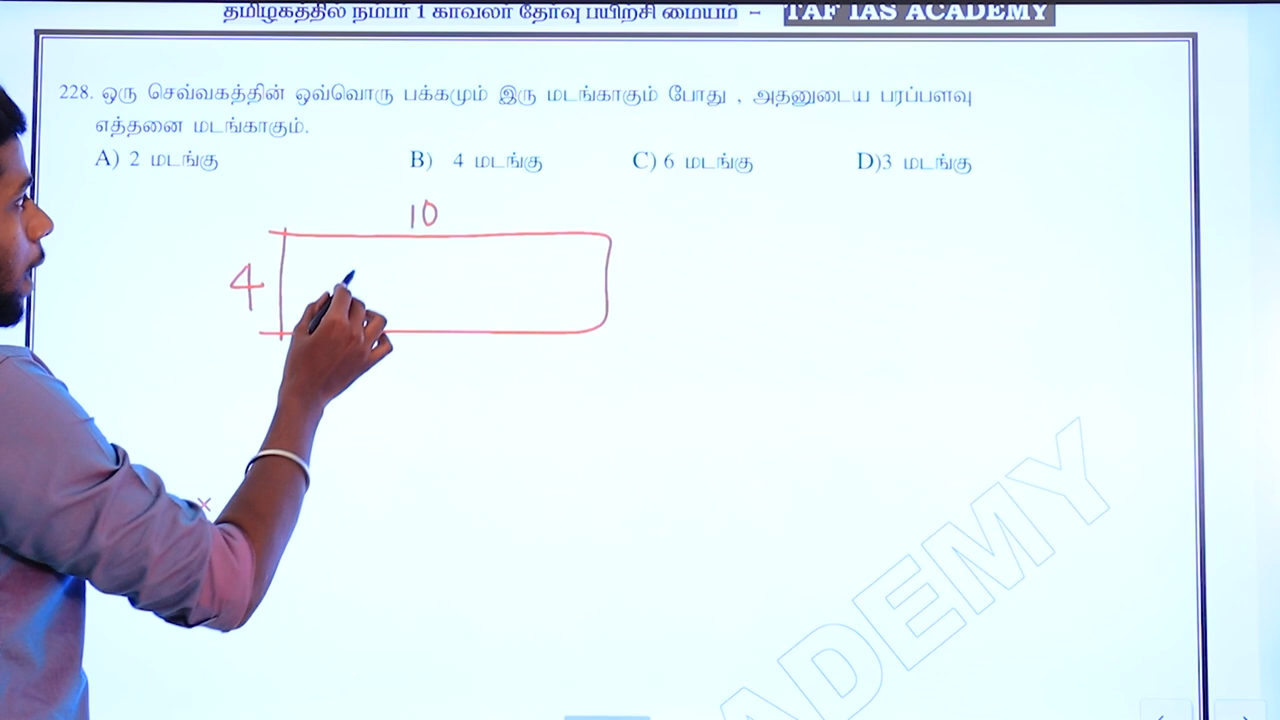 தமிழகத்தில் நம்பர் 1 காவலர் தேர்வு பயிற்சி மையம் – TAF IAS ACADEMY
228. ஒரு செவ்வகத்தின் ஒவ்வொரு பக்கமும் இரு மடங்காகும் போது , அதனுடைய பரப்பளவு
எத்தனை மடங்காகும்.
A) 2 மடங்கு B) 4 மடங்கு C) 6 மடங்கு D)3 மடங்கு
10
4
ADEMY